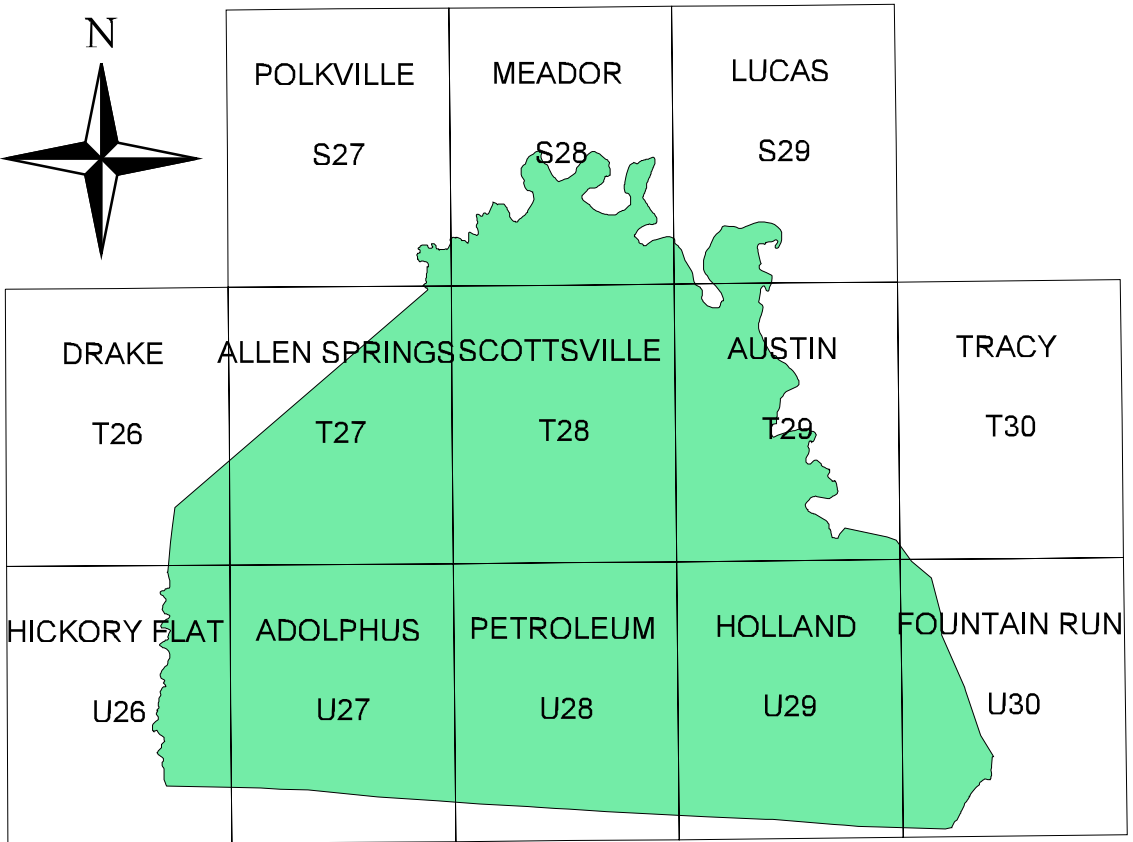 N
POLKVILLE
MEADOR
LUCAS
S27
S28
S29
DRAKE
ALLEN SPRINGS
SCOTTSVILLE
AUSTIN
TRACY
T26
T27
T28
T29
T30
HICKORY FLAT
ADOLPHUS
PETROLEUM
HOLLAND
FOUNTAIN RUN
U26
U27
U28
U29
U30